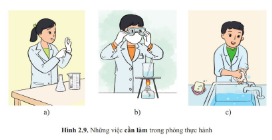 a)
b)
c)
Hình 2.9. Những việc cần làm trong phòng thực hành